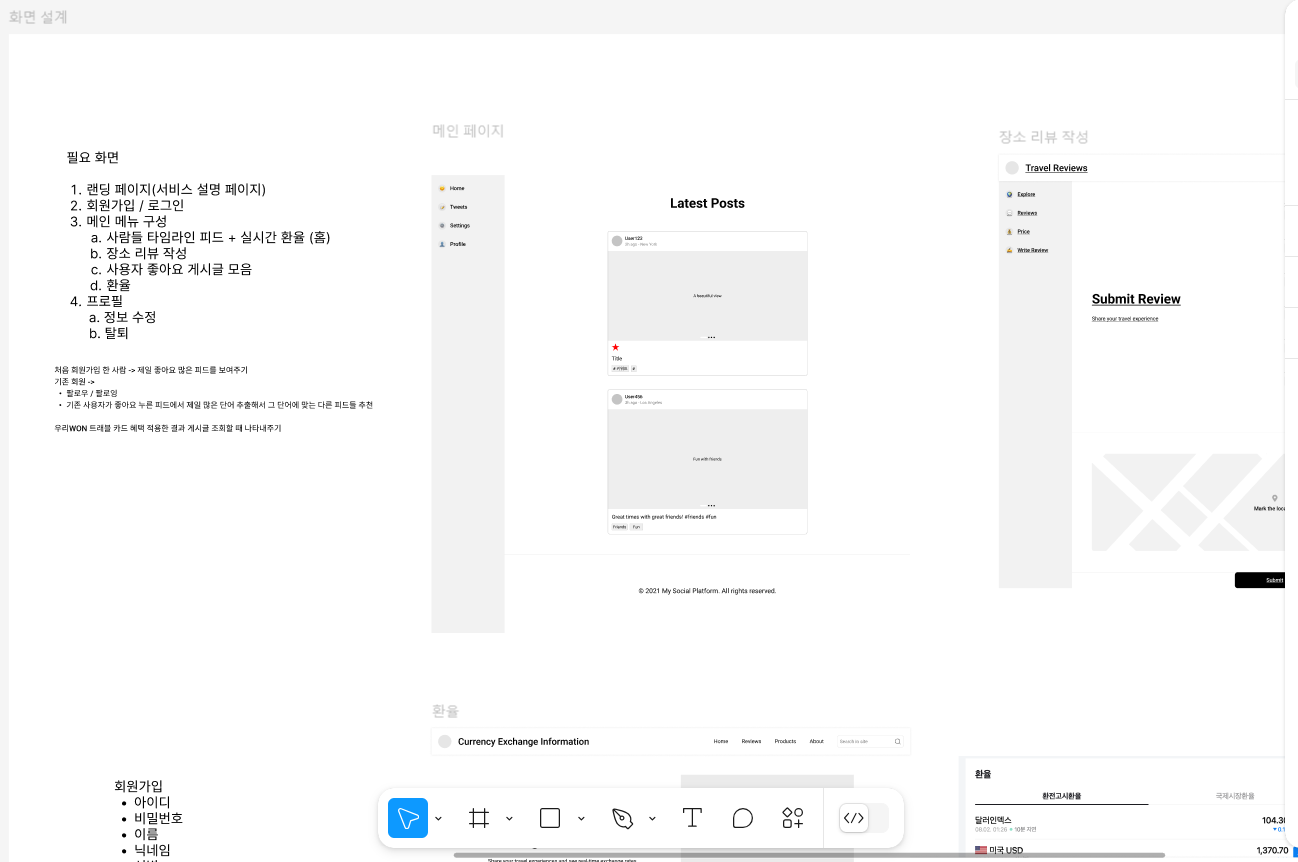 화면 설계
필요 화면
1. 랜딩 페이지(서비스 설명 페이지)
2. 회원가입 / 로그인
3. 메인 메뉴 구성
a. 사람들 타임라인 피드 + 실시간 환율 (홈)
b. 장소 리뷰 작성
c. 사용자 좋아요 게시글 모음
d. 환율
4. 프로필
a. 정보 수정
b. 탈퇴
처음 회원가입 한 사람 -> 제일 좋아요 많은 피드를 보여주기
기존 회원 ->
• 팔로우 / 팔로잉
• 기존 사용자가 좋아요 누른 피드에서 제일 많은 단어 추출해서 그 단어에 맞는 다른 피드들 추천
우리WON 트래블 카드 혜택 적용한 결과 게시글 조회할 때 나타내주기
메인 페이지
Home
Tweets
Settings
Profile
Latest Posts
User123
3h ago · New York
A beautiful view
Title
#
User456
5h ago · Los Angeles
Fun with friends
Great times with great friends! #friends #fun
Friends
Fun
© 2021 My Social Platform. All rights reserved.
장소 리뷰 작성
Travel Reviews
Explore
Reviews
Price
Write Review
Submit Review
Share your travel experience
Mark the loca
Submit
환율
Currency Exchange Information
Home
Reviews
Products
About
Search in site
Share your travel experiences and see real-time exchange rates
회원가입
• 아이디
• 비밀번호
• 이름
• 닉네임
환율
환전고시환율
국제시장환율
달러인덱스
104.3
08.02. 01:26 • 10분 지연
▼0.1
미국 USD
1,370.70